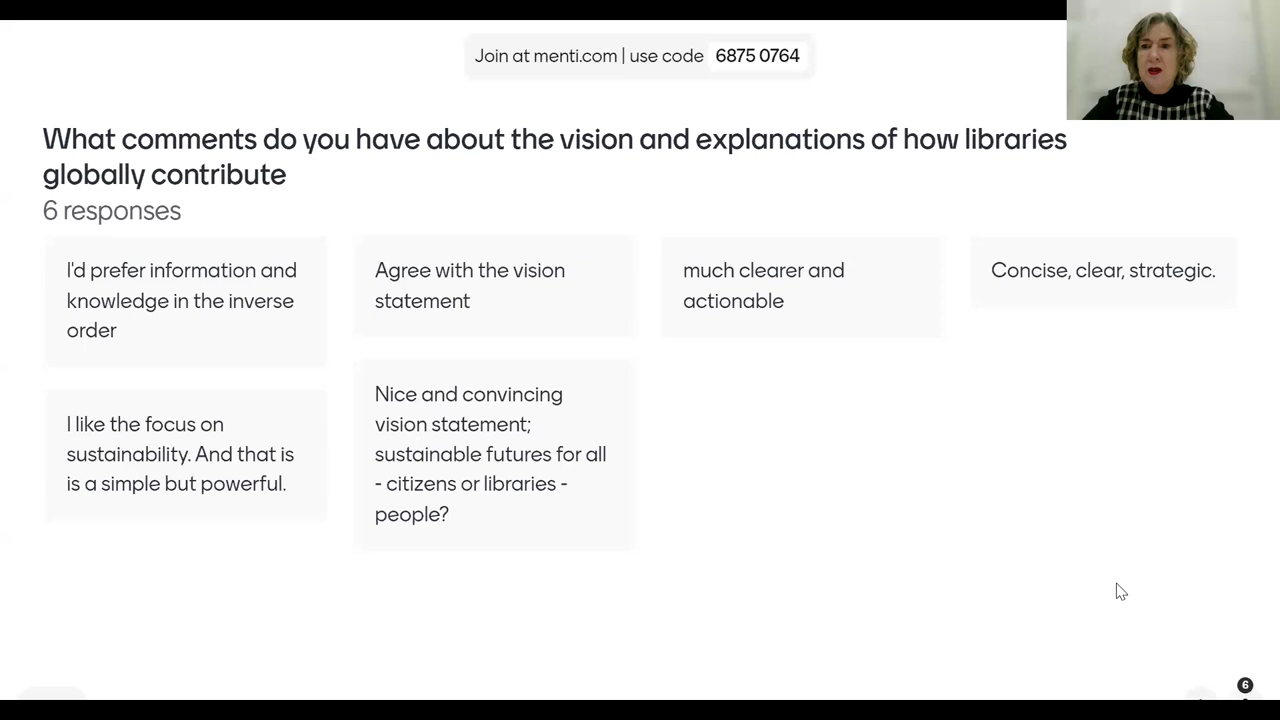 Join at menti.com | use code 6875 0764
What comments do you have about the vision and explanations of how libraries
globally contribute
6 responses
I'd prefer information and
knowledge in the inverse
order
Agree with the vision
statement
much clearer and
actionable
Concise, clear, strategic.
I like the focus on
sustainability. And that is
is a simple but powerful.
Nice and convincing
vision statement;
sustainable futures for all
- citizens or libraries -
people?
6